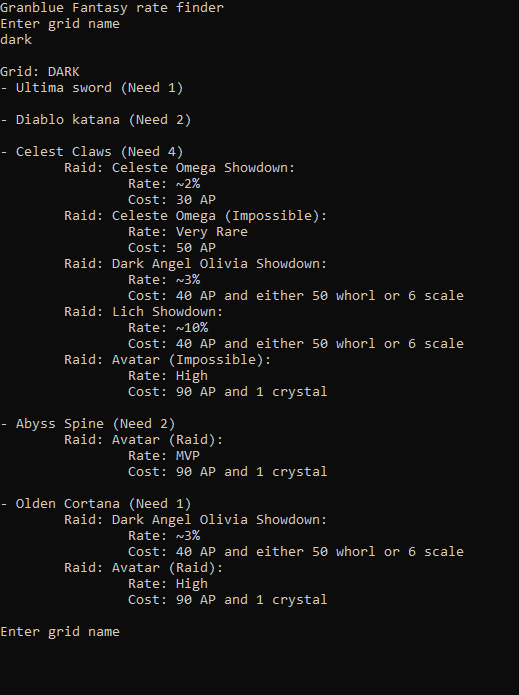 Granblue Fantasy rate finder
Enter grid name
dark
Grid: DARK
- Ultima sword (Need 1)
- Diablo katana (Need 2)
- Celest Claws (Need 4)
Raid: Celeste Omega Showdown:
Rate: ~2%
Cost: 30 AP
Raid: Celeste Omega (Impossible):
Rate: Very Rare
Cost: 50 AP
Raid: Dark Angel Olivia Showdown:
Rate: ~3%
Cost: 40 AP and either 50 whorl or 6 scale
Raid: Lich Showdown:
Rate: ~10%
Cost: 40 AP and either 50 whorl or 6 scale
Raid: Avatar (Impossible):
Rate: High
Cost: 90 AP and 1 crystal
- Abyss Spine (Need 2)
Raid: Avatar (Raid):
Rate: MVP
Cost: 90 AP and 1 crystal
- Olden Cortana (Need 1)
Raid: Dark Angel Olivia Showdown:
Rate: ~3%
Cost: 40 AP and either 50 whorl or 6 scale
Raid: Avatar (Raid):
Rate: High
Cost: 90 AP and 1 crystal
Enter grid name